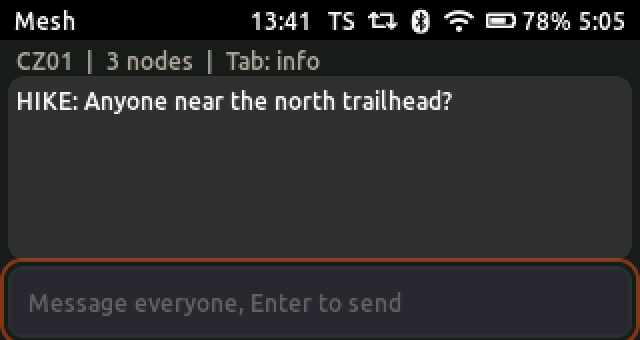 Mesh 13:41 TS 78% 5:05
CZ01 | 3 nodes | Tab: info
HIKE: Anyone near the north trailhead?
Message everyone, Enter to send